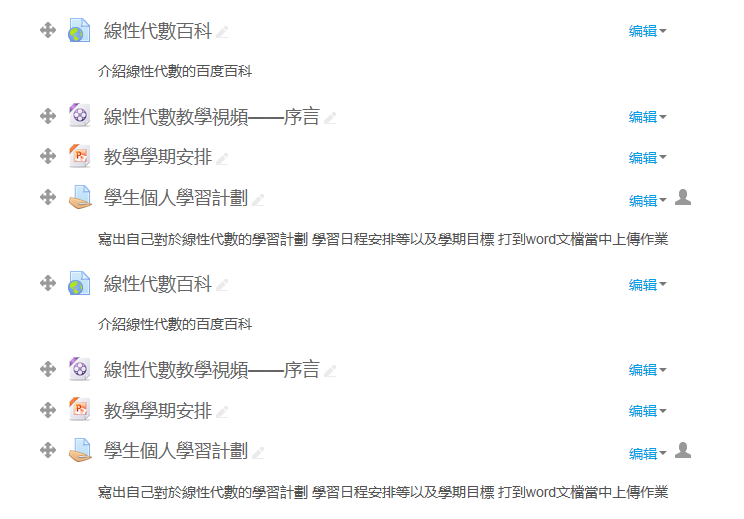 線性代數百科 编辑
介紹線性代數的百度百科
線性代數教學視頻——序言 编辑
教學學期安排 编辑
學生個人學習計劃 编辑
寫出自己對於線性代數的學習計劃 學習日程安排等以及學期目標 打到word文檔當中上傳作業
線性代數百科 编辑
介紹線性代數的百度百科
線性代數教學視頻——序言 编辑
教學學期安排 编辑
學生個人學習計劃 编辑
寫出自己對於線性代數的學習計劃 學習日程安排等以及學期目標 打到word文檔當中上傳作業